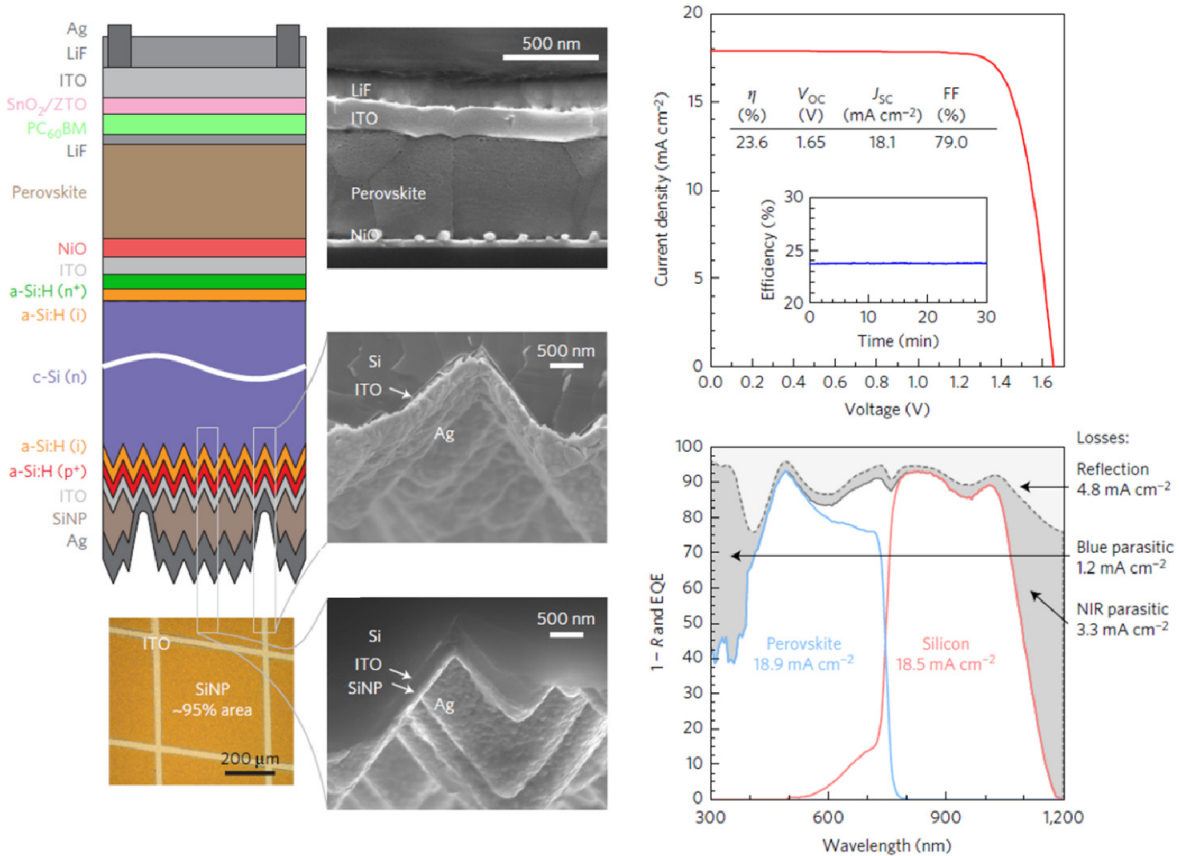 Ag
LiF
ITO
SnO₂/ZTO
PC₆₀BM
LiF
Perovskite
NiO
ITO
a-Si:H (n⁺)
a-Si:H (i)
c-Si (n)
a-Si:H (i)
a-Si:H (p⁺)
ITO
SiNP
Ag
ITO
SiNP
~95% area
200 μm
500 nm
LiF
ITO
Perovskite
NiO
500 nm
Si
ITO
Ag
500 nm
Si
ITO
SiNP
Ag
Current density (mA cm⁻²)
20
15
10
5
0
η VOC JSC FF
(%) (V) (mA cm⁻²) (%)
23.6 1.65 18.1 79.0
Efficiency (%)
30
28
26
24
22
20
0 10 20 30
Time (min)
0.0 0.2 0.4 0.6 0.8 1.0 1.2 1.4 1.6
Voltage (V)
1 − R and EQE
100
90
80
70
60
50
40
30
20
10
0
Perovskite
18.9 mA cm⁻²
Silicon
18.5 mA cm⁻²
300 600 900 1,200
Wavelength (nm)
Losses:
Reflection
4.8 mA cm⁻²
Blue parasitic
1.2 mA cm⁻²
NIR parasitic
3.3 mA cm⁻²